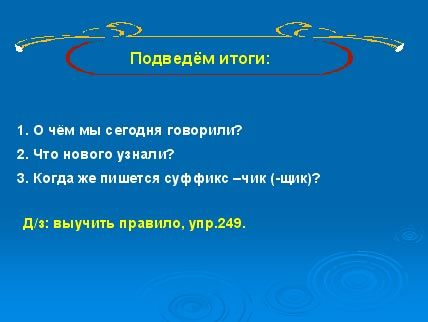 Подведём итоги:
1. О чём мы сегодня говорили?
2. Что нового узнали?
3. Когда же пишется суффикс –чик (-щик)?
Д/з: выучить правило, упр.249.